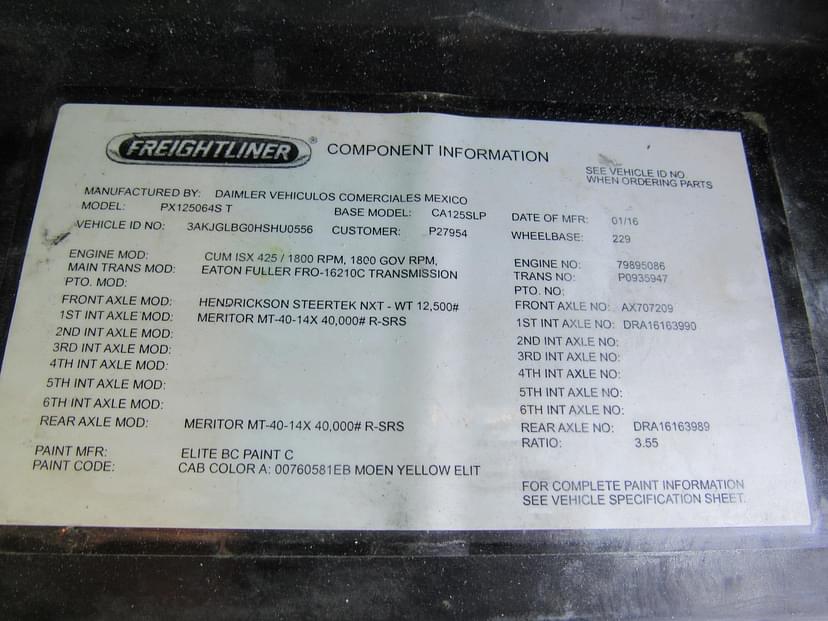 FREIGHTLINER® COMPONENT INFORMATION
SEE VEHICLE ID NO.
WHEN ORDERING PARTS
MANUFACTURED BY: DAIMLER VEHICULOS COMERCIALES MEXICO
MODEL: PX125064S T BASE MODEL: CA125SLP DATE OF MFR: 01/16
VEHICLE ID NO: 3AKJGLBG0HSHU0556 CUSTOMER: P27954 WHEELBASE: 229
ENGINE MOD: CUM ISX 425 / 1800 RPM, 1800 GOV RPM, ENGINE NO: 79895086
MAIN TRANS MOD: EATON FULLER FRO-16210C TRANSMISSION TRANS NO: P0935947
PTO. MOD: PTO. NO:
FRONT AXLE MOD: HENDRICKSON STEERTEK NXT - WT 12,500# FRONT AXLE NO: AX707209
1ST INT AXLE MOD: MERITOR MT-40-14X 40,000# R-SRS 1ST INT AXLE NO: DRA16163990
2ND INT AXLE MOD: 2ND INT AXLE NO:
3RD INT AXLE MOD: 3RD INT AXLE NO:
4TH INT AXLE MOD: 4TH INT AXLE NO:
5TH INT AXLE MOD: 5TH INT AXLE NO:
6TH INT AXLE MOD: 6TH INT AXLE NO:
REAR AXLE MOD: MERITOR MT-40-14X 40,000# R-SRS REAR AXLE NO: DRA16163989
RATIO: 3.55
PAINT MFR: ELITE BC PAINT C
PAINT CODE: CAB COLOR A: 00760581EB MOEN YELLOW ELIT
FOR COMPLETE PAINT INFORMATION
SEE VEHICLE SPECIFICATION SHEET.